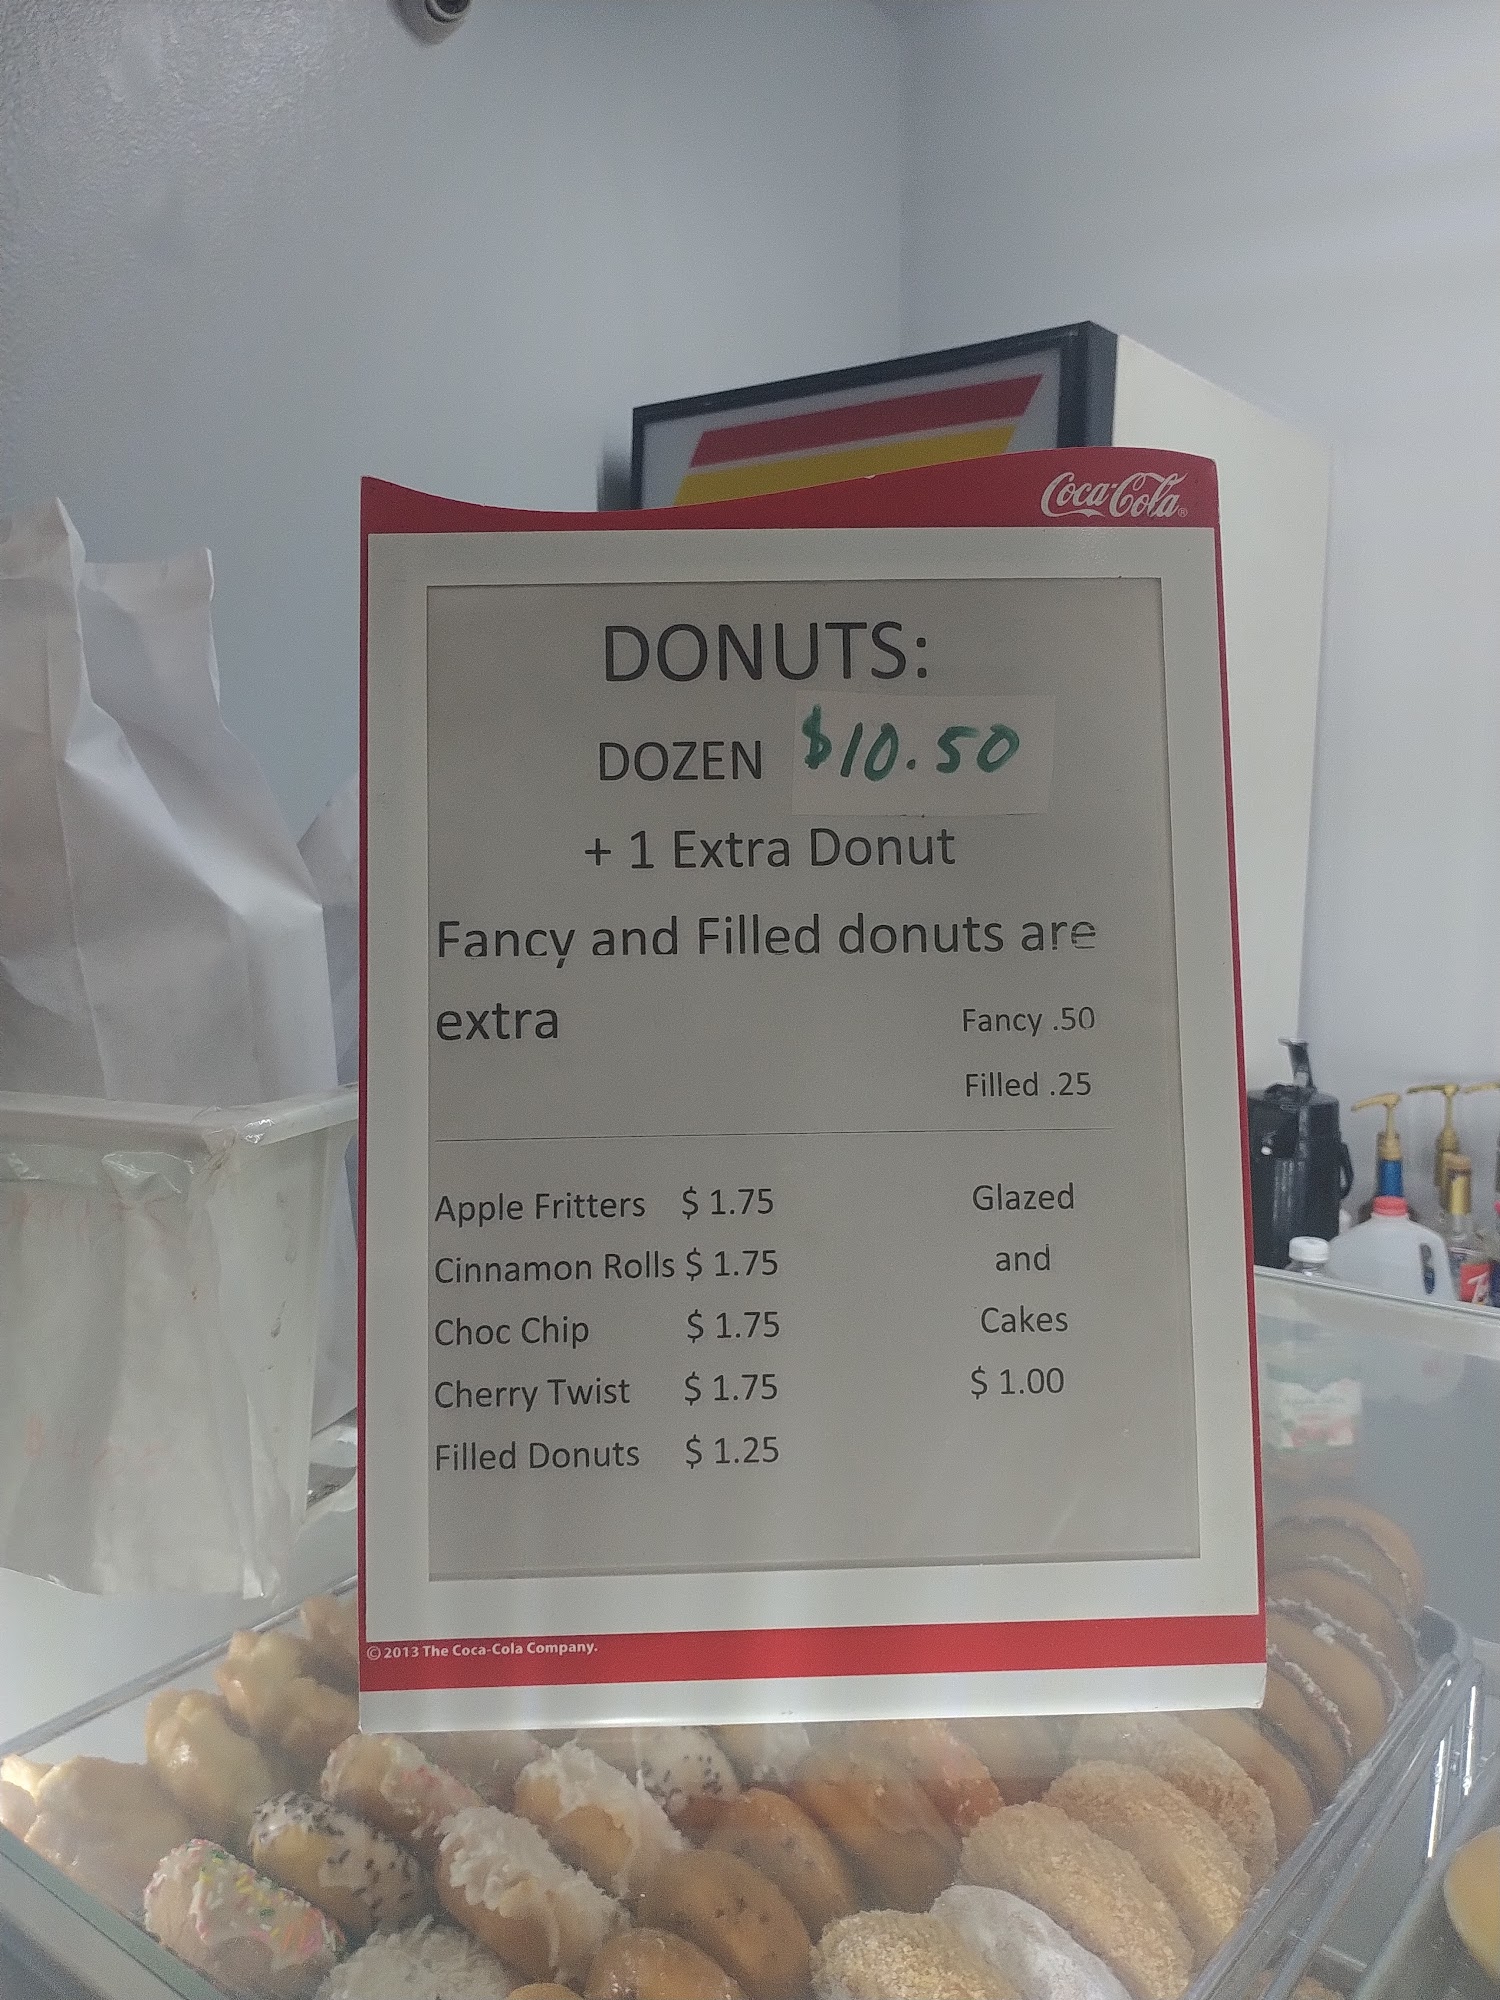 Coca-Cola®
DONUTS:
DOZEN $10.50
+ 1 Extra Donut
Fancy and Filled donuts are
extra Fancy .50
Filled .25
Apple Fritters $ 1.75 Glazed
Cinnamon Rolls $ 1.75 and
Choc Chip $ 1.75 Cakes
Cherry Twist $ 1.75 $ 1.00
Filled Donuts $ 1.25
© 2013 The Coca-Cola Company.